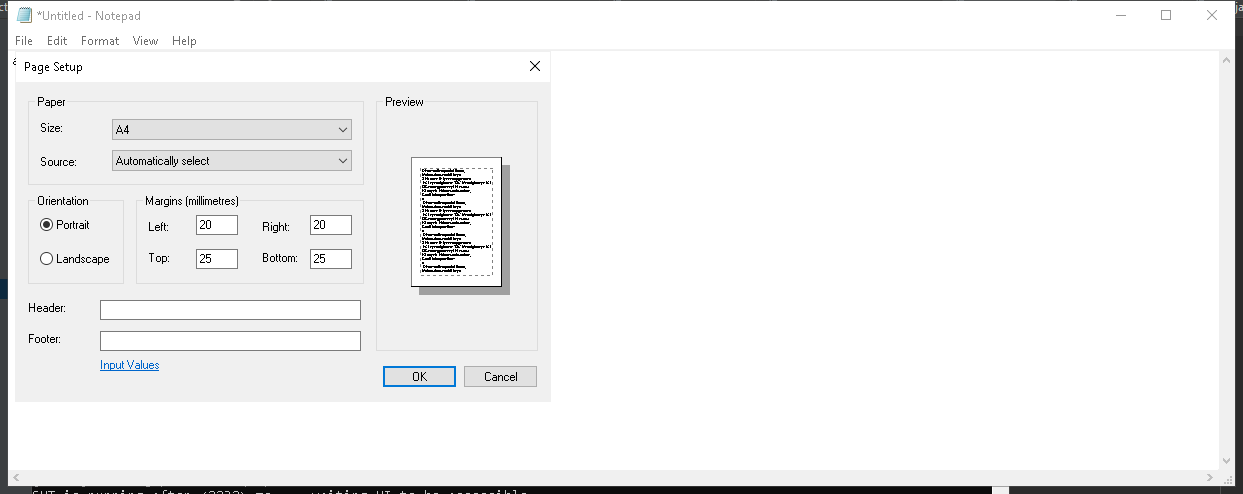 *Untitled - Notepad
File Edit Format View Help
Page Setup
Paper
Size: A4
Source: Automatically select
Orientation
Portrait
Landscape
Margins (millimetres)
Left: 20 Right: 20
Top: 25 Bottom: 25
Header:
Footer:
Input Values
Preview
OK Cancel